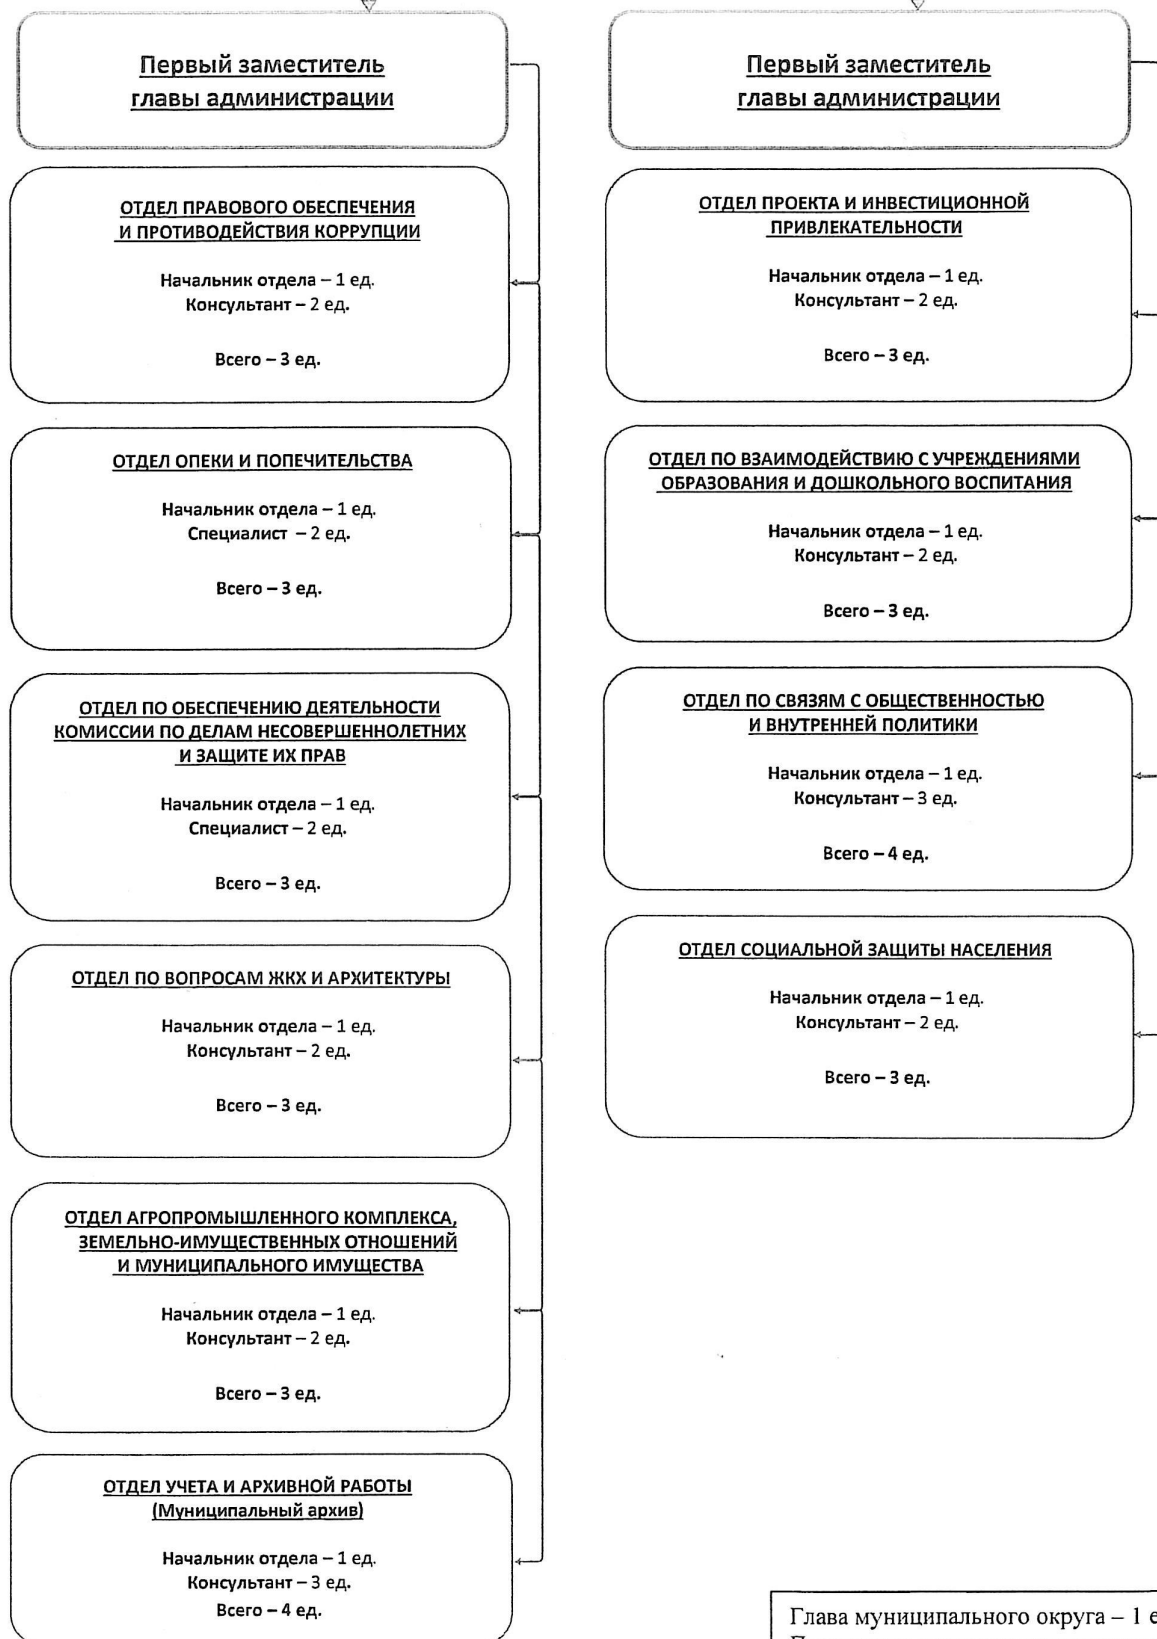 Первый заместитель
главы администрации
ОТДЕЛ ПРАВОВОГО ОБЕСПЕЧЕНИЯ
И ПРОТИВОДЕЙСТВИЯ КОРРУПЦИИ
Начальник отдела – 1 ед.
Консультант – 2 ед.
Всего – 3 ед.
ОТДЕЛ ОПЕКИ И ПОПЕЧИТЕЛЬСТВА
Начальник отдела – 1 ед.
Специалист – 2 ед.
Всего – 3 ед.
ОТДЕЛ ПО ОБЕСПЕЧЕНИЮ ДЕЯТЕЛЬНОСТИ
КОМИССИИ ПО ДЕЛАМ НЕСОВЕРШЕННОЛЕТНИХ
И ЗАЩИТЕ ИХ ПРАВ
Начальник отдела – 1 ед.
Специалист – 2 ед.
Всего – 3 ед.
ОТДЕЛ ПО ВОПРОСАМ ЖКХ И АРХИТЕКТУРЫ
Начальник отдела – 1 ед.
Консультант – 2 ед.
Всего – 3 ед.
ОТДЕЛ АГРОПРОМЫШЛЕННОГО КОМПЛЕКСА,
ЗЕМЕЛЬНО-ИМУЩЕСТВЕННЫХ ОТНОШЕНИЙ
И МУНИЦИПАЛЬНОГО ИМУЩЕСТВА
Начальник отдела – 1 ед.
Консультант – 2 ед.
Всего – 3 ед.
ОТДЕЛ УЧЕТА И АРХИВНОЙ РАБОТЫ
(Муниципальный архив)
Начальник отдела – 1 ед.
Консультант – 3 ед.
Всего – 4 ед.
Первый заместитель
главы администрации
ОТДЕЛ ПРОЕКТА И ИНВЕСТИЦИОННОЙ
ПРИВЛЕКАТЕЛЬНОСТИ
Начальник отдела – 1 ед.
Консультант – 2 ед.
Всего – 3 ед.
ОТДЕЛ ПО ВЗАИМОДЕЙСТВИЮ С УЧРЕЖДЕНИЯМИ
ОБРАЗОВАНИЯ И ДОШКОЛЬНОГО ВОСПИТАНИЯ
Начальник отдела – 1 ед.
Консультант – 2 ед.
Всего – 3 ед.
ОТДЕЛ ПО СВЯЗЯМ С ОБЩЕСТВЕННОСТЬЮ
И ВНУТРЕННЕЙ ПОЛИТИКИ
Начальник отдела – 1 ед.
Консультант – 3 ед.
Всего – 4 ед.
ОТДЕЛ СОЦИАЛЬНОЙ ЗАЩИТЫ НАСЕЛЕНИЯ
Начальник отдела – 1 ед.
Консультант – 2 ед.
Всего – 3 ед.
Глава муниципального округа – 1 е